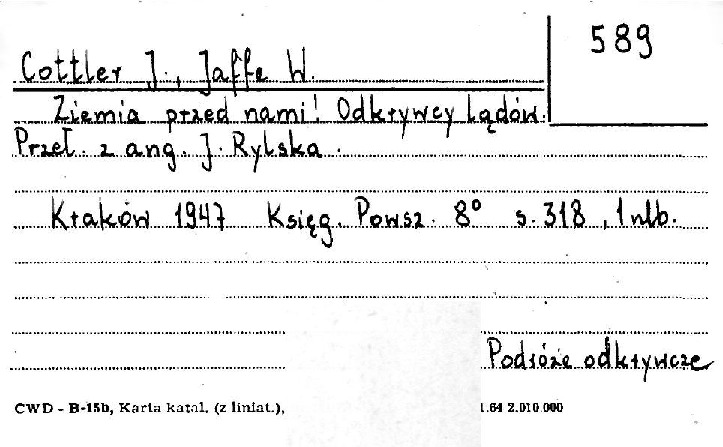 589
Cottler J., Jaffe W.
Ziemia przed nami! Odkrywcy lądów.
Przeł. z ang. J. Rylska.
Kraków 1947 Księg. Powsz. 8° s. 318, 1 nlb.
Podróże odkrywcze
CWD - B-15b, Karta katal. (z liniat.), 1.64 2.010.000